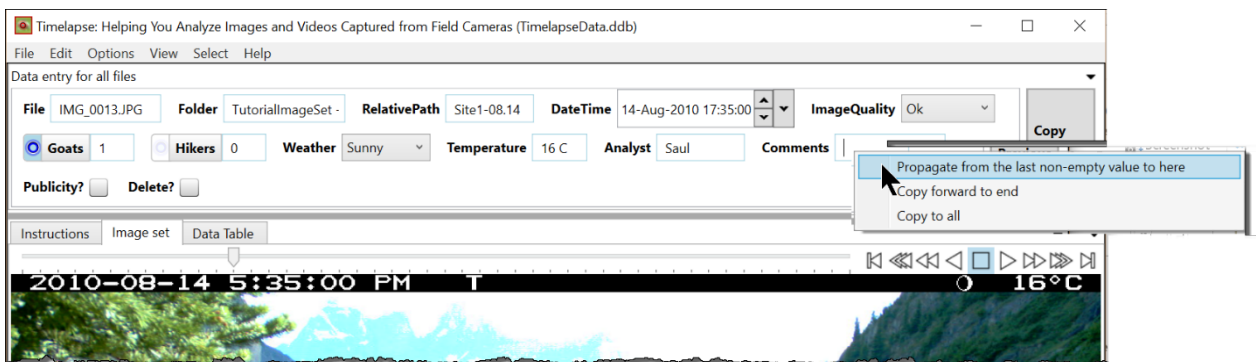 Timelapse: Helping You Analyze Images and Videos Captured from Field Cameras (TimelapseData.ddb)
File Edit Options View Select Help
Data entry for all files
File IMG_0013.JPG Folder TutorialImageSet - RelativePath Site1-08.14 DateTime 14-Aug-2010 17:35:00 ImageQuality Ok
Copy
Goats 1 Hikers 0 Weather Sunny Temperature 16 C Analyst Saul Comments
Propagate from the last non-empty value to here
Copy forward to end
Copy to all
Publicity? Delete?
Instructions Image set Data Table
2010-08-14 5:35:00 PM T 16°C